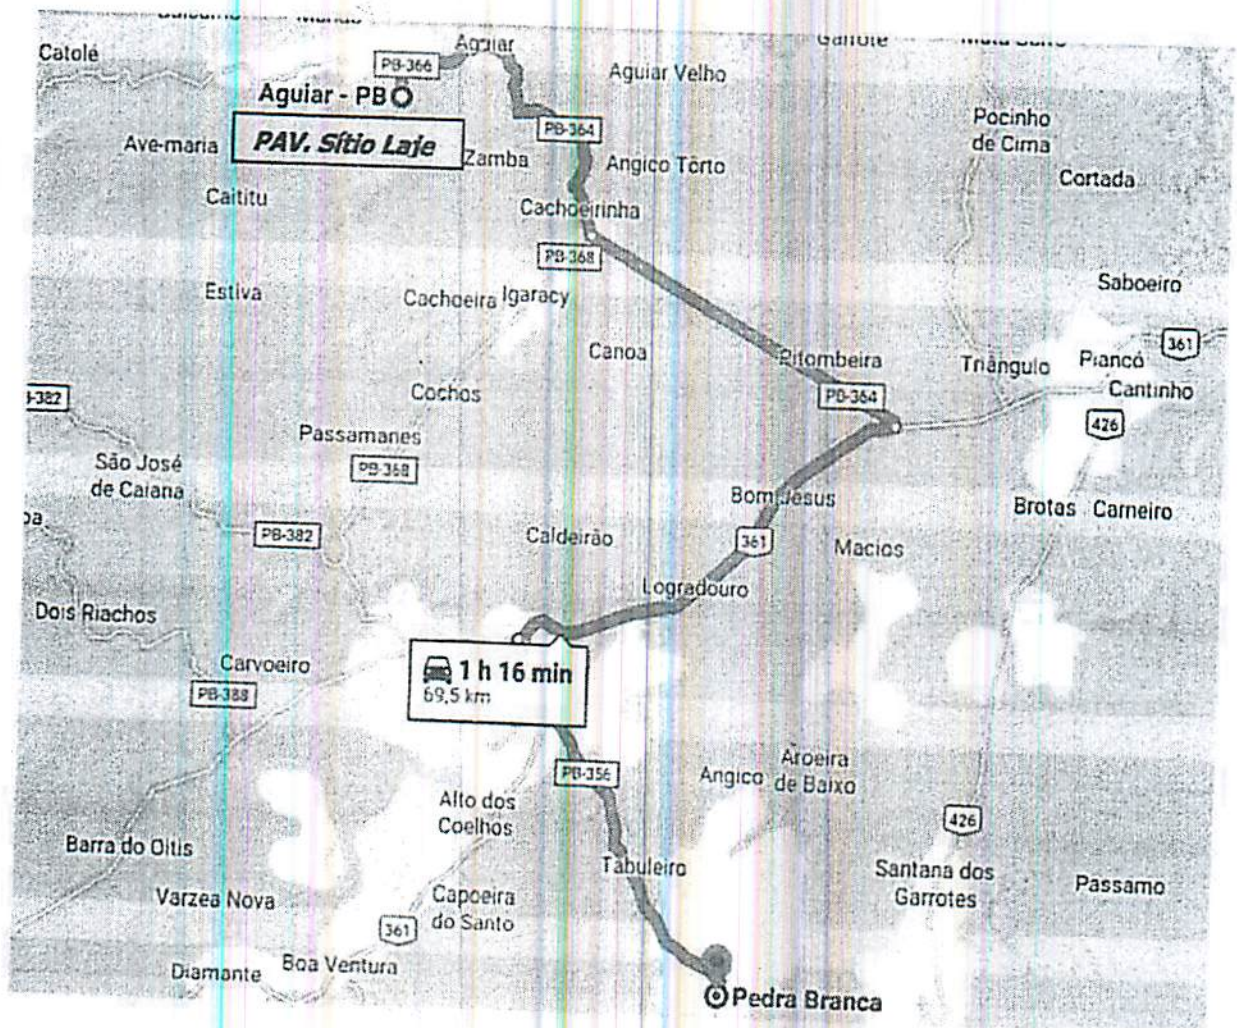 Catolé
Aguiar
PB-366
Aguiar Velho
Aguiar - PB
PAV. Sítio Laje
PB-364
Pocinho
de Cima
Ave-maria
Zamba
Angico Tôrto
Cortada
Caititu
Cachoeirinha
PB-368
Saboeiro
Estiva
Cachoeira
Igaracy
361
Canoa
Pitombeira
Triângulo
Piancó
Cantinho
Cochos
PB-364
-382
426
Passamanes
PB-368
São José
de Caiana
Bom Jesus
Brotas
Carneiro
PB-382
Caldeirão
361
Macios
Logradouro
Dois Riachos
Carvoeiro
PB-388
1 h 16 min
69,5 km
PB-356
Angico
Aroeira
de Baixo
Alto dos
Coelhos
426
Barra do Oitis
Tabuleiro
Santana dos
Garrotes
Passamo
Varzea Nova
Capoeira
do Santo
361
Diamante
Boa Ventura
Pedra Branca